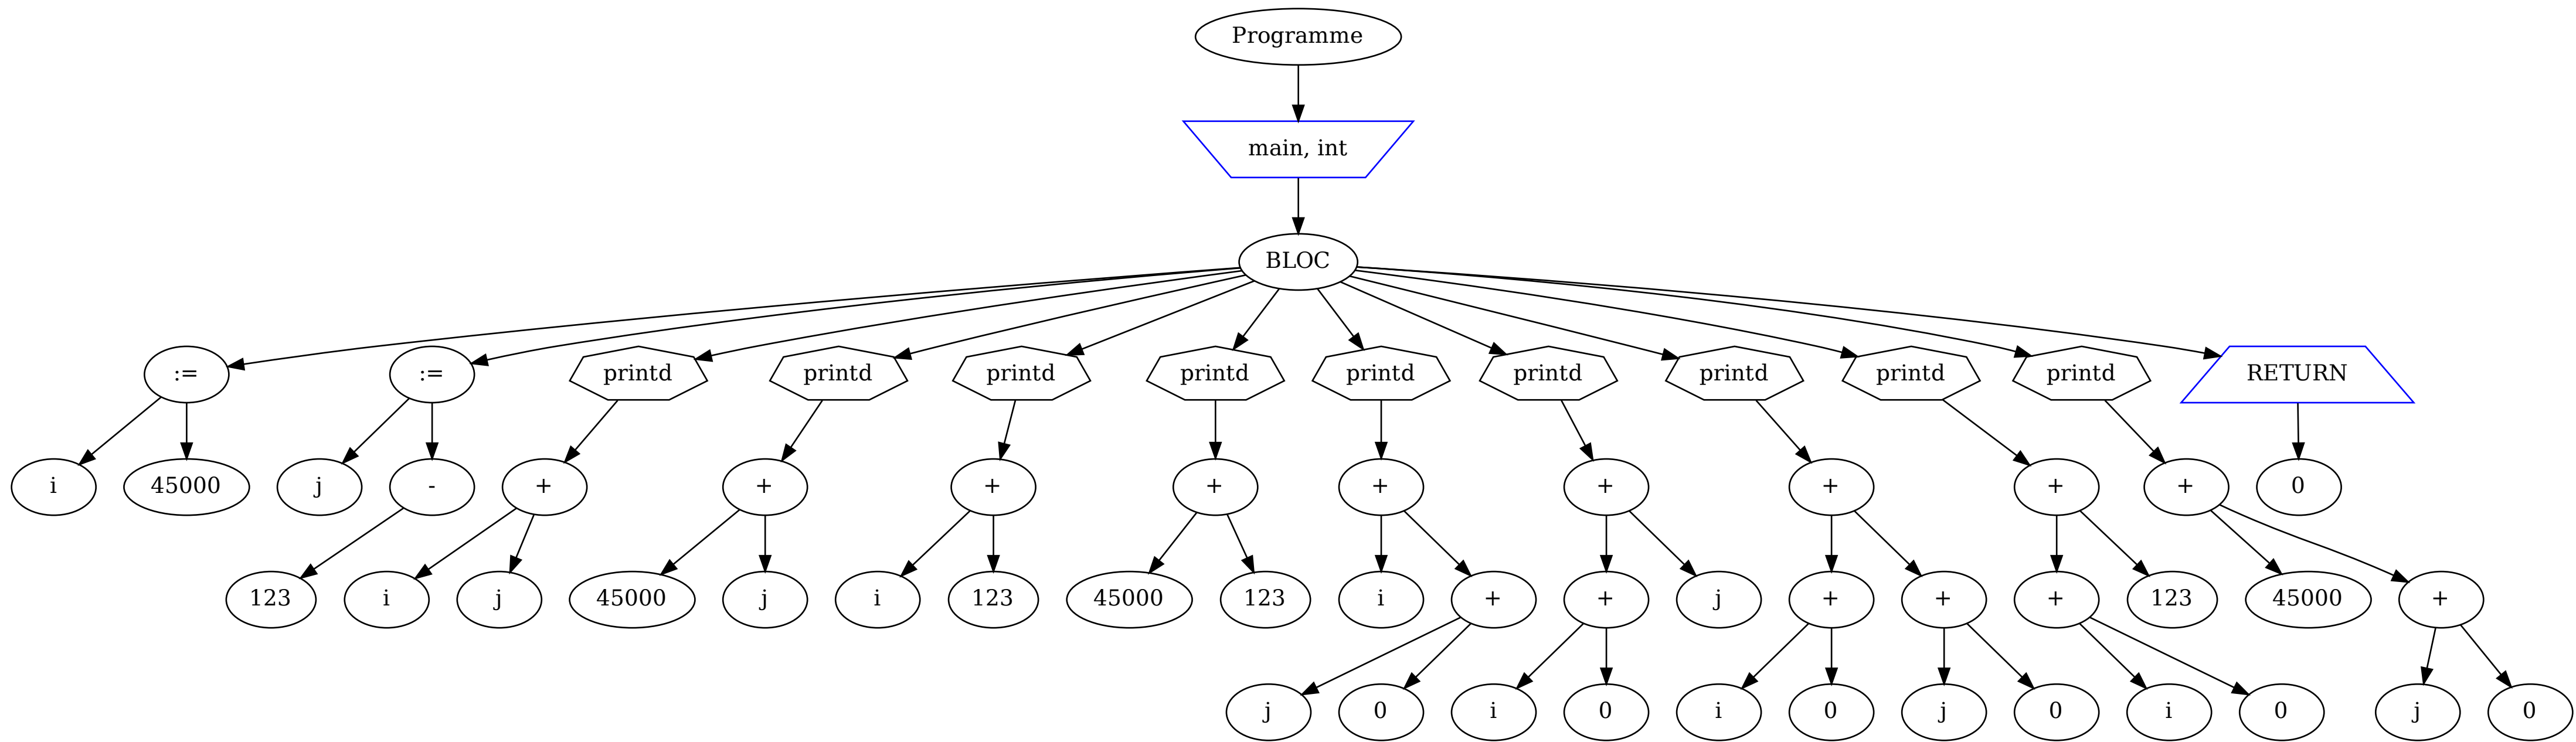 Programme
main, int
BLOC
:= := printd printd printd printd printd printd printd printd printd RETURN
i 45000 j - + + + + + + + + + 0
123 i j 45000 j i 123 45000 123 i + + j + + + 123 45000 +
j 0 i 0 i 0 j 0 i 0 j 0